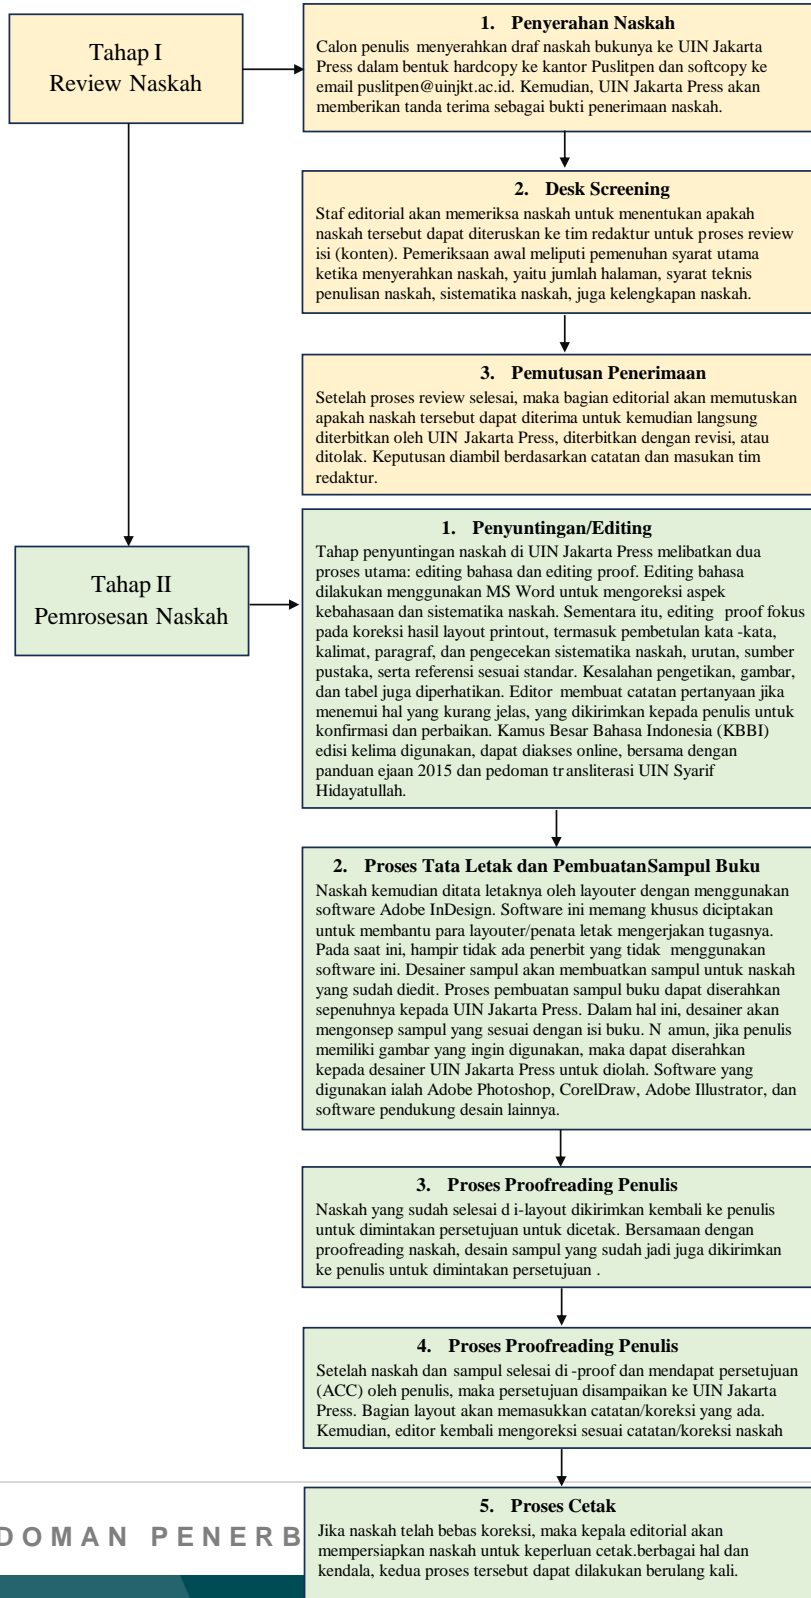 Tahap I
Review Naskah
1. Penyerahan Naskah
Calon penulis menyerahkan draf naskah bukunya ke UIN Jakarta
Press dalam bentuk hardcopy ke kantor Puslitpen dan softcopy ke
email puslitpen@uinjkt.ac.id. Kemudian, UIN Jakarta Press akan
memberikan tanda terima sebagai bukti penerimaan naskah.
2. Desk Screening
Staf editorial akan memeriksa naskah untuk menentukan apakah
naskah tersebut dapat diteruskan ke tim redaktur untuk proses review
isi (konten). Pemeriksaan awal meliputi pemenuhan syarat utama
ketika menyerahkan naskah, yaitu jumlah halaman, syarat teknis
penulisan naskah, sistematika naskah, juga kelengkapan naskah.
3. Pemutusan Penerimaan
Setelah proses review selesai, maka bagian editorial akan memutuskan
apakah naskah tersebut dapat diterima untuk kemudian langsung
diterbitkan oleh UIN Jakarta Press, diterbitkan dengan revisi, atau
ditolak. Keputusan diambil berdasarkan catatan dan masukan tim
redaktur.
Tahap II
Pemrosesan Naskah
1. Penyuntingan/Editing
Tahap penyuntingan naskah di UIN Jakarta Press melibatkan dua
proses utama: editing bahasa dan editing proof. Editing bahasa
dilakukan menggunakan MS Word untuk mengoreksi aspek
kebahasaan dan sistematika naskah. Sementara itu, editing proof fokus
pada koreksi hasil layout printout, termasuk pembetulan kata -kata,
kalimat, paragraf, dan pengecekan sistematika naskah, urutan, sumber
pustaka, serta referensi sesuai standar. Kesalahan pengetikan, gambar,
dan tabel juga diperhatikan. Editor membuat catatan pertanyaan jika
menemui hal yang kurang jelas, yang dikirimkan kepada penulis untuk
konfirmasi dan perbaikan. Kamus Besar Bahasa Indonesia (KBBI)
edisi kelima digunakan, dapat diakses online, bersama dengan
panduan ejaan 2015 dan pedoman tr ansliterasi UIN Syarif
Hidayatullah.
2. Proses Tata Letak dan PembuatanSampul Buku
Naskah kemudian ditata letaknya oleh layouter dengan menggunakan
software Adobe InDesign. Software ini memang khusus diciptakan
untuk membantu para layouter/penata letak mengerjakan tugasnya.
Pada saat ini, hampir tidak ada penerbit yang tidak menggunakan
software ini. Desainer sampul akan membuatkan sampul untuk naskah
yang sudah diedit. Proses pembuatan sampul buku dapat diserahkan
sepenuhnya kepada UIN Jakarta Press. Dalam hal ini, desainer akan
mengonsep sampul yang sesuai dengan isi buku. N amun, jika penulis
memiliki gambar yang ingin digunakan, maka dapat diserahkan
kepada desainer UIN Jakarta Press untuk diolah. Software yang
digunakan ialah Adobe Photoshop, CorelDraw, Adobe Illustrator, dan
software pendukung desain lainnya.
3. Proses Proofreading Penulis
Naskah yang sudah selesai d i-layout dikirimkan kembali ke penulis
untuk dimintakan persetujuan untuk dicetak. Bersamaan dengan
proofreading naskah, desain sampul yang sudah jadi juga dikirimkan
ke penulis untuk dimintakan persetujuan .
4. Proses Proofreading Penulis
Setelah naskah dan sampul selesai di -proof dan mendapat persetujuan
(ACC) oleh penulis, maka persetujuan disampaikan ke UIN Jakarta
Press. Bagian layout akan memasukkan catatan/koreksi yang ada.
Kemudian, editor kembali mengoreksi sesuai catatan/koreksi naskah
5. Proses Cetak
Jika naskah telah bebas koreksi, maka kepala editorial akan
mempersiapkan naskah untuk keperluan cetak.berbagai hal dan
kendala, kedua proses tersebut dapat dilakukan berulang kali.
DOMAN PENERB